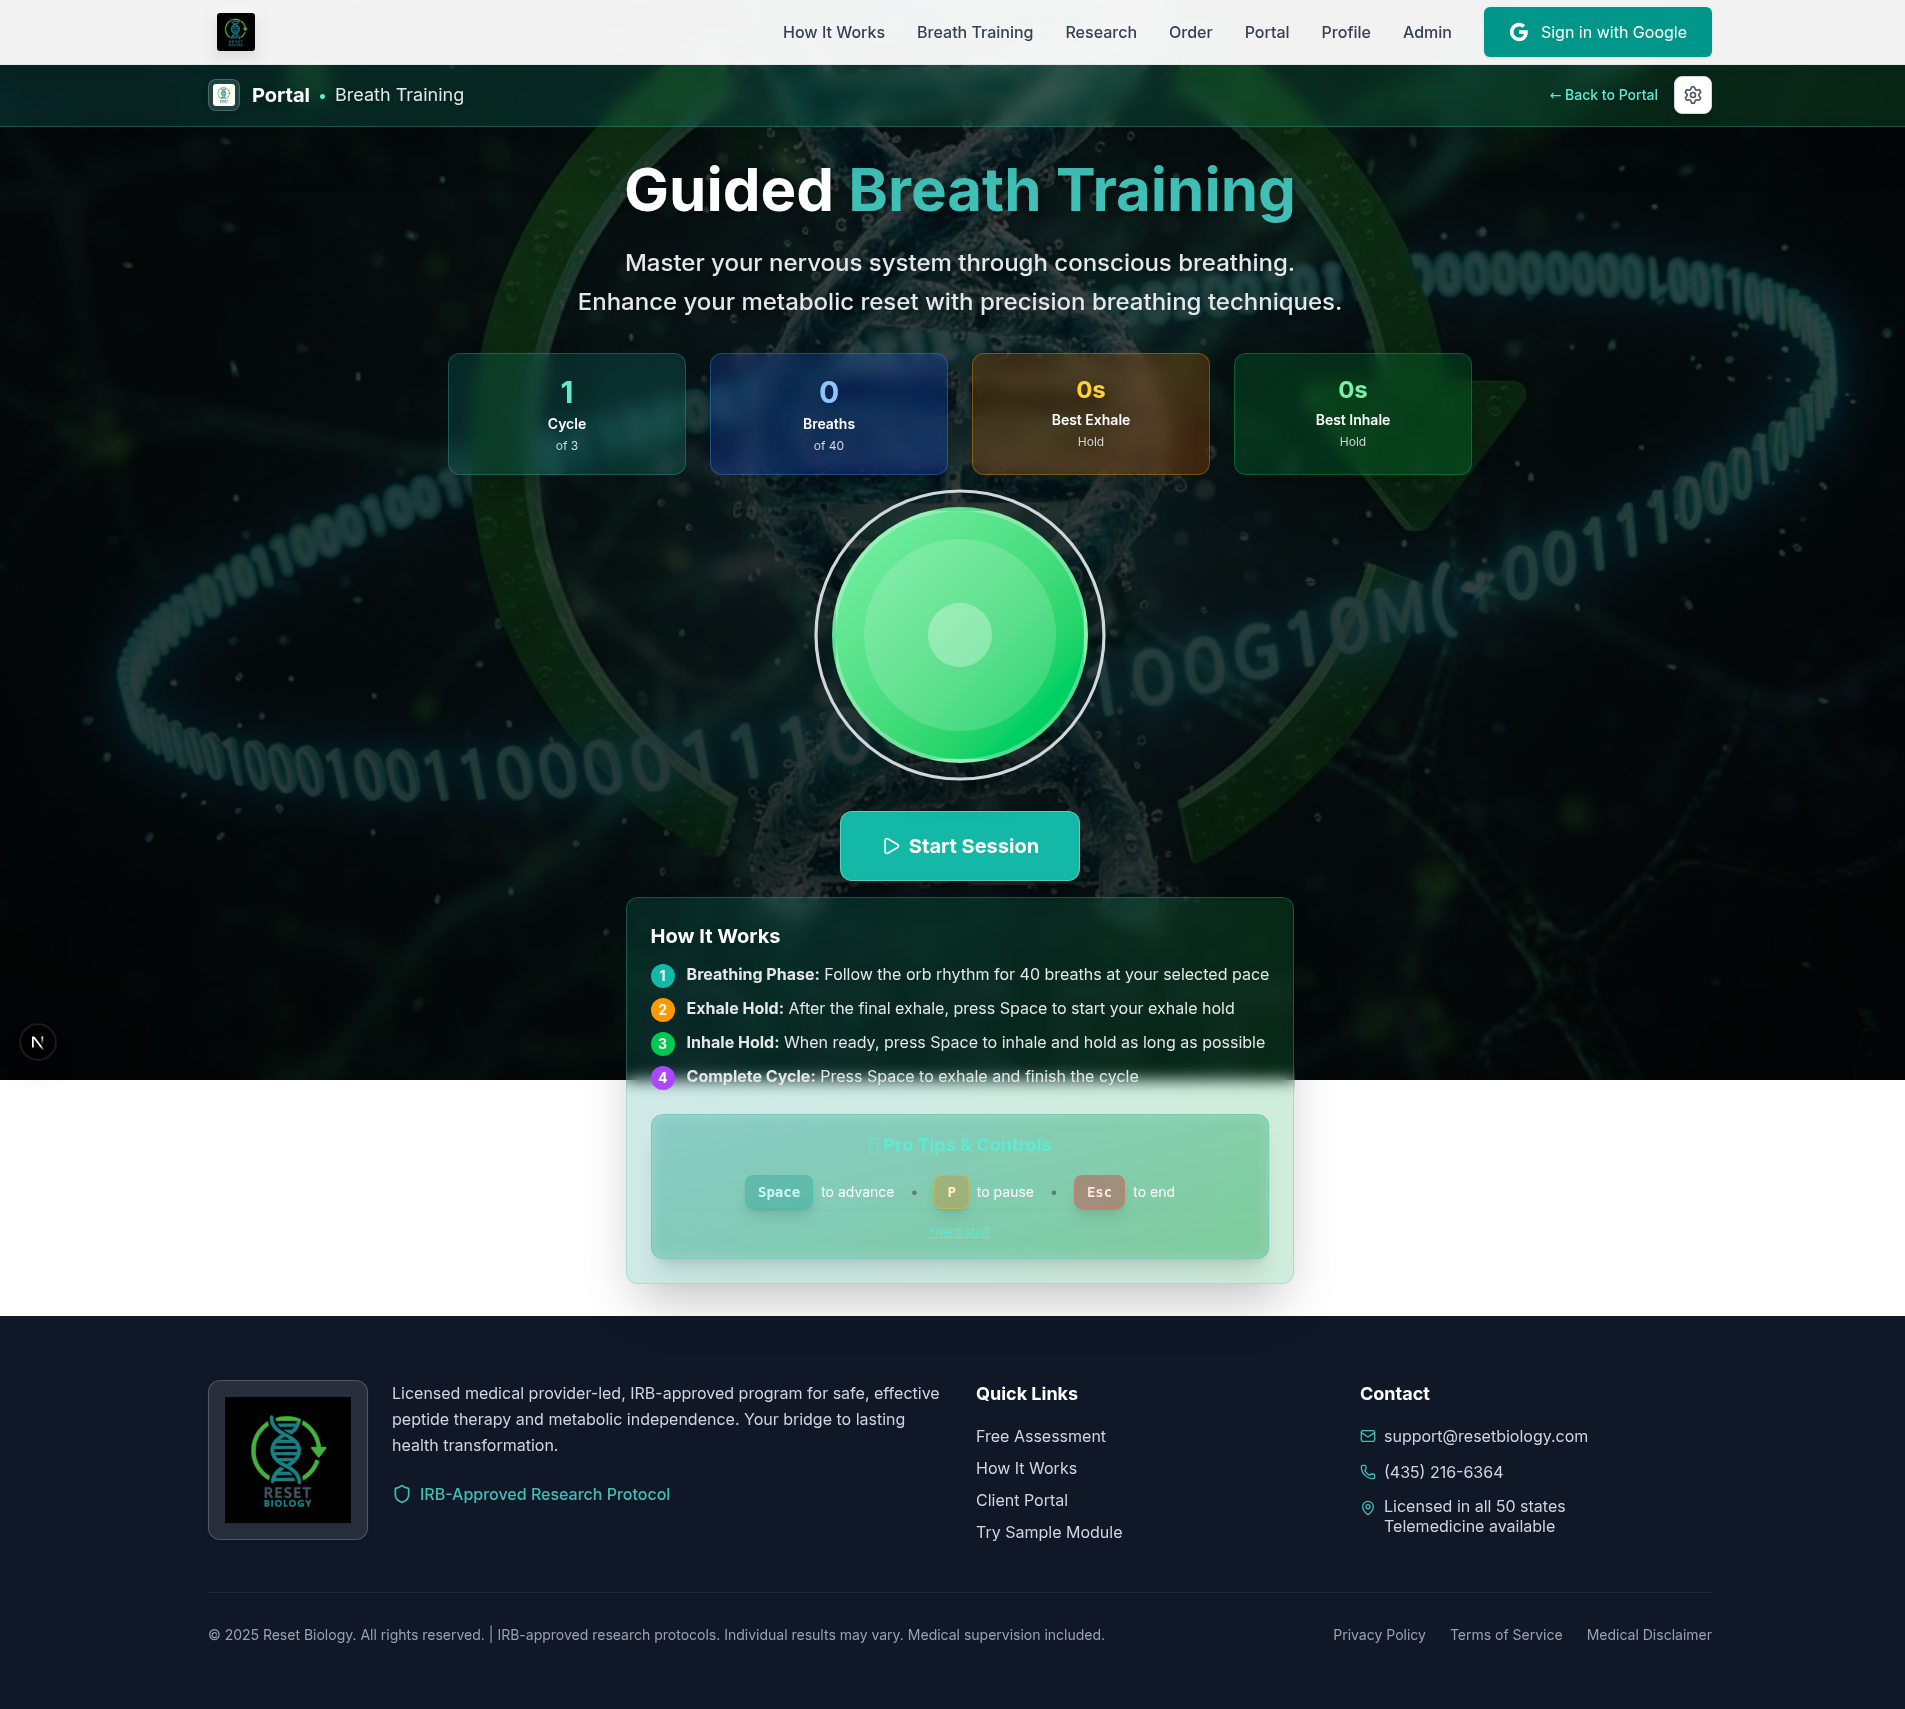 RESET
BIOLOGY
How It Works
Breath Training
Research
Order
Portal
Profile
Admin
G Sign in with Google
Portal • Breath Training
← Back to Portal
Guided Breath Training
Master your nervous system through conscious breathing.
Enhance your metabolic reset with precision breathing techniques.
1
Cycle
of 3
0
Breaths
of 40
0s
Best Exhale
Hold
0s
Best Inhale
Hold
Start Session
How It Works
1 Breathing Phase: Follow the orb rhythm for 40 breaths at your selected pace
2 Exhale Hold: After the final exhale, press Space to start your exhale hold
3 Inhale Hold: When ready, press Space to inhale and hold as long as possible
4 Complete Cycle: Press Space to exhale and finish the cycle
N
Pro Tips & Controls
Space to advance • P to pause • Esc to end
*nerd stuff
RESET
BIOLOGY
Licensed medical provider-led, IRB-approved program for safe, effective
peptide therapy and metabolic independence. Your bridge to lasting
health transformation.
IRB-Approved Research Protocol
Quick Links
Free Assessment
How It Works
Client Portal
Try Sample Module
Contact
support@resetbiology.com
(435) 216-6364
Licensed in all 50 states
Telemedicine available
© 2025 Reset Biology. All rights reserved. | IRB-approved research protocols. Individual results may vary. Medical supervision included.
Privacy Policy
Terms of Service
Medical Disclaimer